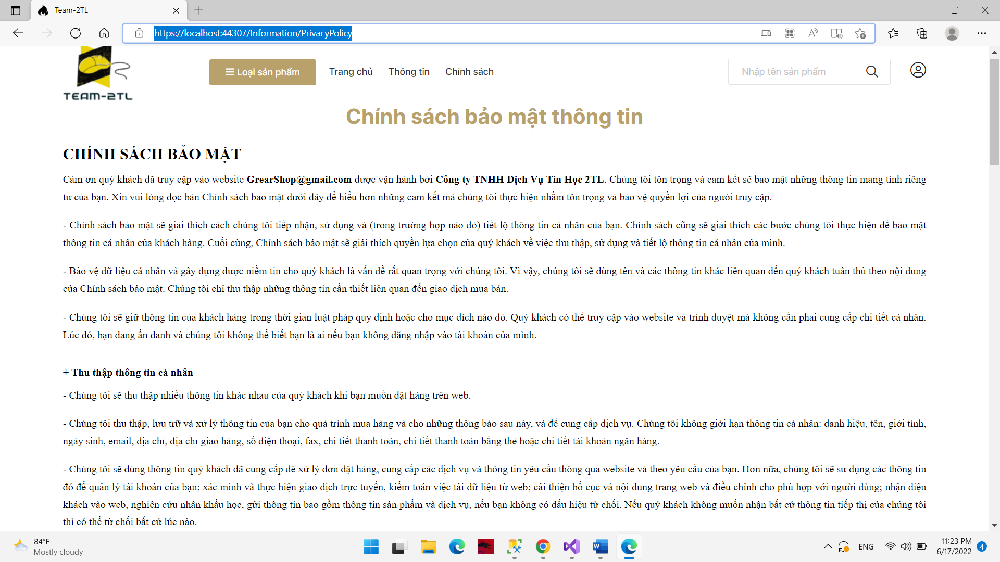 Team-2TL
https://localhost:44307/Information/PrivacyPolicy
TEAM-2TL
Loại sản phẩm
Trang chủ
Thông tin
Chính sách
Nhập tên sản phẩm
Chính sách bảo mật thông tin
CHÍNH SÁCH BẢO MẬT
Cám ơn quý khách đã truy cập vào website GrearShop@gmail.com được vận hành bởi Công ty TNHH Dịch Vụ Tin Học 2TL. Chúng tôi tôn trọng và cam kết sẽ bảo mật những thông tin mang tính riêng
tư của bạn. Xin vui lòng đọc bản Chính sách bảo mật dưới đây để hiểu hơn những cam kết mà chúng tôi thực hiện nhằm tôn trọng và bảo vệ quyền lợi của người truy cập.
- Chính sách bảo mật sẽ giải thích cách chúng tôi tiếp nhận, sử dụng và (trong trường hợp nào đó) tiết lộ thông tin cá nhân của bạn. Chính sách cũng sẽ giải thích các bước chúng tôi thực hiện để bảo mật
thông tin cá nhân của khách hàng. Cuối cùng, Chính sách bảo mật sẽ giải thích quyền lựa chọn của quý khách về việc thu thập, sử dụng và tiết lộ thông tin cá nhân của mình.
- Bảo vệ dữ liệu cá nhân và gây dựng được niềm tin cho quý khách là vấn đề rất quan trọng với chúng tôi. Vì vậy, chúng tôi sẽ dùng tên và các thông tin khác liên quan đến quý khách tuân thủ theo nội dung
của Chính sách bảo mật. Chúng tôi chỉ thu thập những thông tin cần thiết liên quan đến giao dịch mua bán.
- Chúng tôi sẽ giữ thông tin của khách hàng trong thời gian luật pháp quy định hoặc cho mục đích nào đó. Quý khách có thể truy cập vào website và trình duyệt mà không cần phải cung cấp chi tiết cá nhân.
Lúc đó, bạn đang ẩn danh và chúng tôi không thể biết bạn là ai nếu bạn không đăng nhập vào tài khoản của mình.
+ Thu thập thông tin cá nhân
- Chúng tôi sẽ thu thập nhiều thông tin khác nhau của quý khách khi bạn muốn đặt hàng trên web.
- Chúng tôi thu thập, lưu trữ và xử lý thông tin của bạn cho quá trình mua hàng và cho những thông báo sau này, và để cung cấp dịch vụ. Chúng tôi không giới hạn thông tin cá nhân: danh hiệu, tên, giới tính,
ngày sinh, email, địa chỉ, địa chỉ giao hàng, số điện thoại, fax, chi tiết thanh toán, chi tiết thanh toán bằng thẻ hoặc chi tiết tài khoản ngân hàng.
- Chúng tôi sẽ dùng thông tin quý khách đã cung cấp để xử lý đơn đặt hàng, cung cấp các dịch vụ và thông tin yêu cầu thông qua website và theo yêu cầu của bạn. Hơn nữa, chúng tôi sẽ sử dụng các thông tin
đó để quản lý tài khoản của bạn; xác minh và thực hiện giao dịch trực tuyến, kiểm toán việc tải dữ liệu từ web; cải thiện bố cục và nội dung trang web và điều chỉnh cho phù hợp với người dùng; nhận diện
khách vào web, nghiên cứu nhân khẩu học, gửi thông tin bao gồm thông tin sản phẩm và dịch vụ, nếu bạn không có dấu hiệu từ chối. Nếu quý khách không muốn nhận bất cứ thông tin tiếp thị của chúng tôi
thì có thể từ chối bất cứ lúc nào.
84°F
Mostly cloudy
ENG
11:23 PM
6/17/2022
4